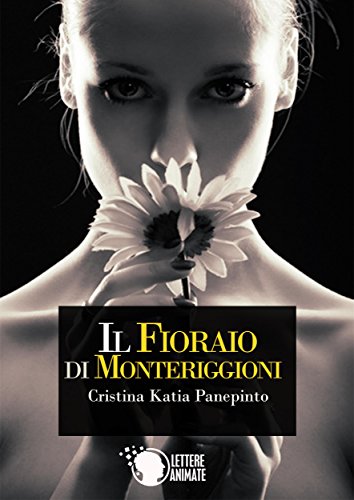 IL FIORAIO
DI MONTERIGGIONI
Cristina Katia Panepinto
LETTERE
ANIMATE